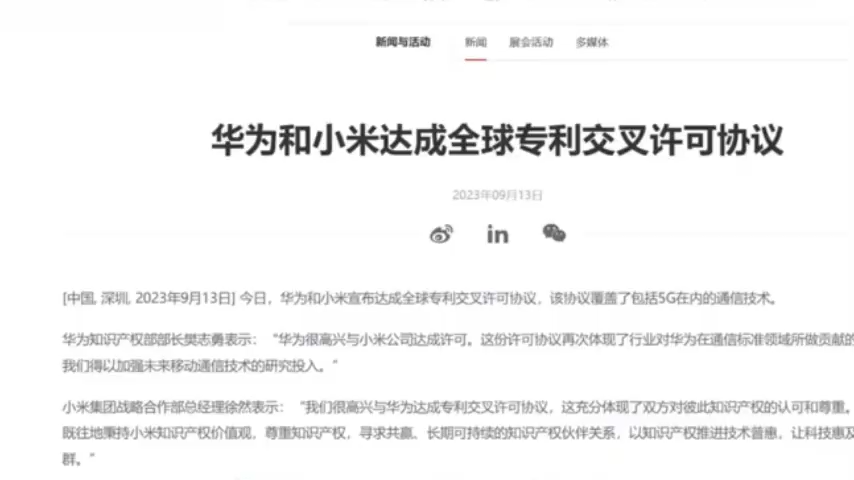 新闻与活动 新闻 展会活动 多媒体
华为和小米达成全球专利交叉许可协议
2023年09月13日
in
[中国, 深圳, 2023年9月13日] 今日，华为和小米宣布达成全球专利交叉许可协议，该协议覆盖了包括5G在内的通信技术。
华为知识产权部部长樊志勇表示：“华为很高兴与小米公司达成许可。这份许可协议再次体现了行业对华为在通信标准领域所做贡献的
我们得以加强未来移动通信技术的研究投入。”
小米集团战略合作部总经理徐然表示：“我们很高兴与华为达成专利交叉许可协议，这充分体现了双方对彼此知识产权的认可和尊重。
既往地秉持小米知识产权价值观，尊重知识产权，寻求共赢、长期可持续的知识产权伙伴关系，以知识产权推进技术普惠，让科技惠及
群。”